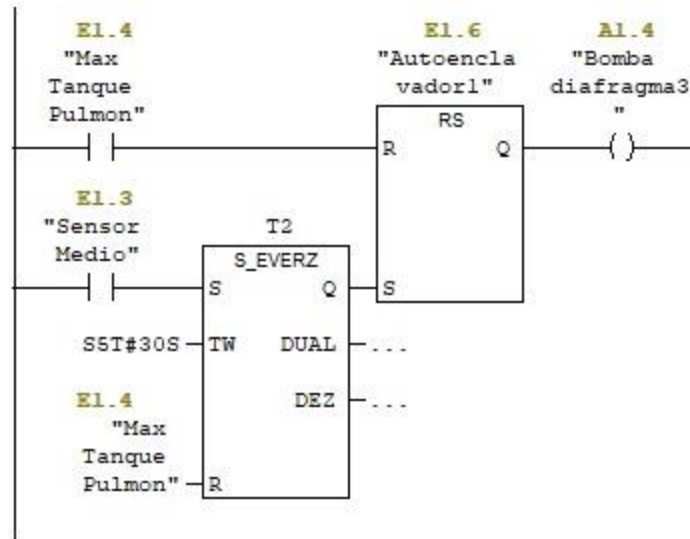 E1.4
"Max
Tanque
Pulmon"
E1.6
"Autoencla
vador1"
A1.4
"Bomba
diafragma3
"
RS
R
Q
E1.3
"Sensor
Medio"
T2
S_EVERZ
S
Q
S
S5T#30S
TW
DUAL
...
E1.4
"Max
Tanque
Pulmon"
DEZ
...
R